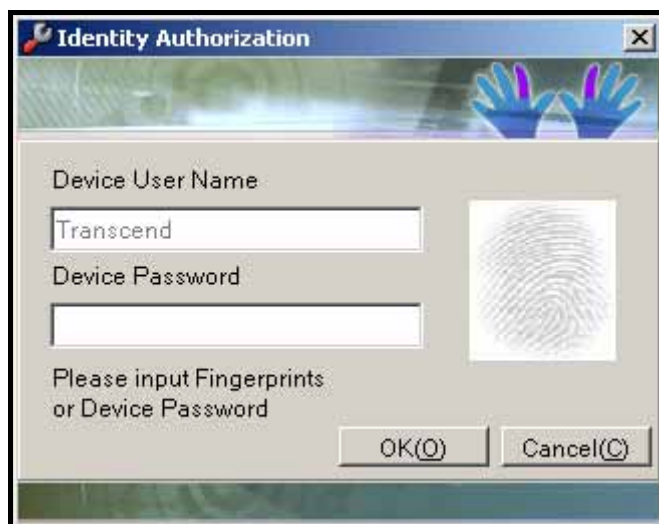 Identity Authorization
Device User Name
Transcend
Device Password
Please input Fingerprints
or Device Password
OK(O)
Cancel(C)